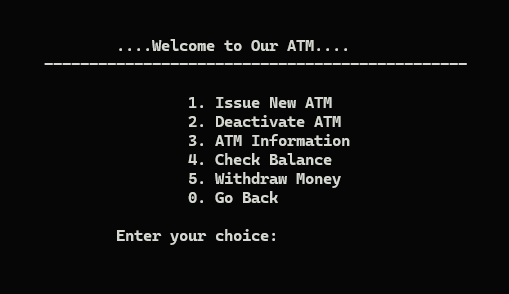 ....Welcome to Our ATM....
-----------------------------------------------
1. Issue New ATM
2. Deactivate ATM
3. ATM Information
4. Check Balance
5. Withdraw Money
0. Go Back
Enter your choice: